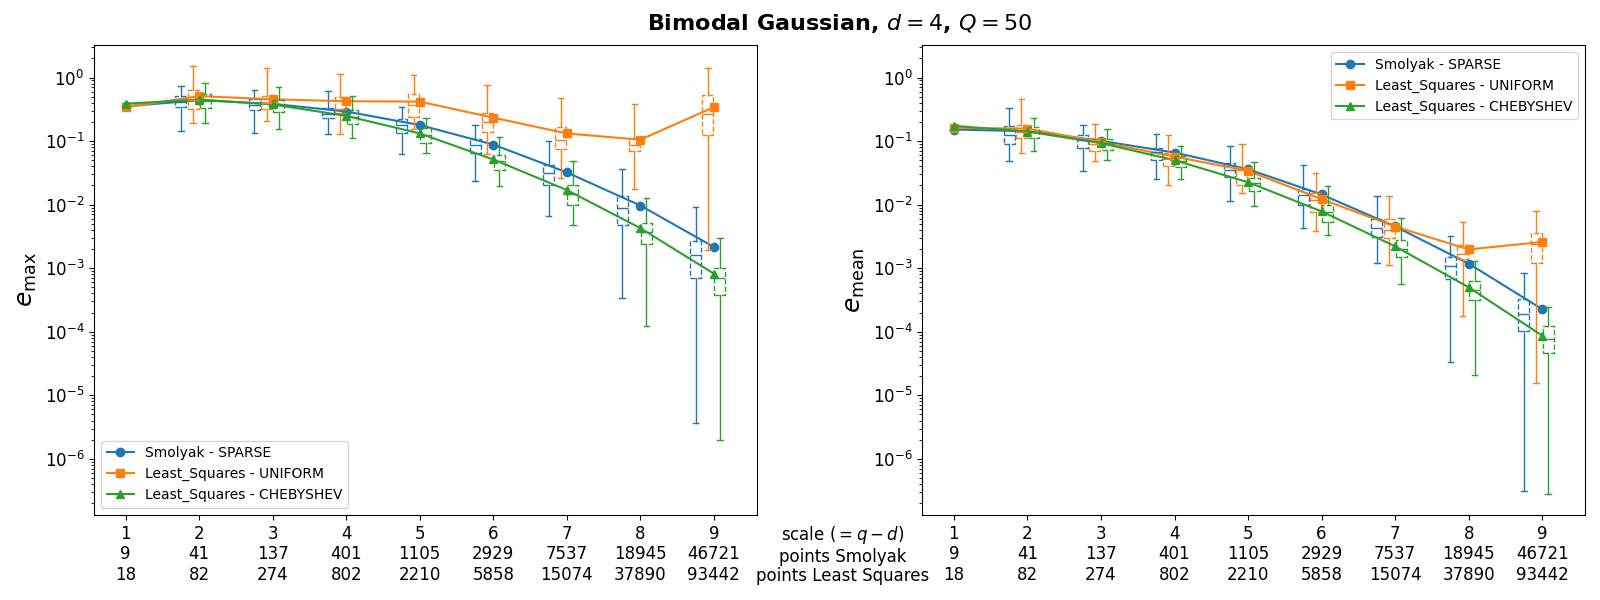 Bimodal Gaussian, d = 4, Q = 50
10⁰
10⁻¹
10⁻²
10⁻³
10⁻⁴
10⁻⁵
10⁻⁶
e_max
Smolyak - SPARSE
Least_Squares - UNIFORM
Least_Squares - CHEBYSHEV
10⁰
10⁻¹
10⁻²
10⁻³
10⁻⁴
10⁻⁵
10⁻⁶
e_mean
Smolyak - SPARSE
Least_Squares - UNIFORM
Least_Squares - CHEBYSHEV
1 2 3 4 5 6 7 8 9 scale (= q − d) 1 2 3 4 5 6 7 8 9
9 41 137 401 1105 2929 7537 18945 46721 points Smolyak 9 41 137 401 1105 2929 7537 18945 46721
18 82 274 802 2210 5858 15074 37890 93442 points Least Squares 18 82 274 802 2210 5858 15074 37890 93442